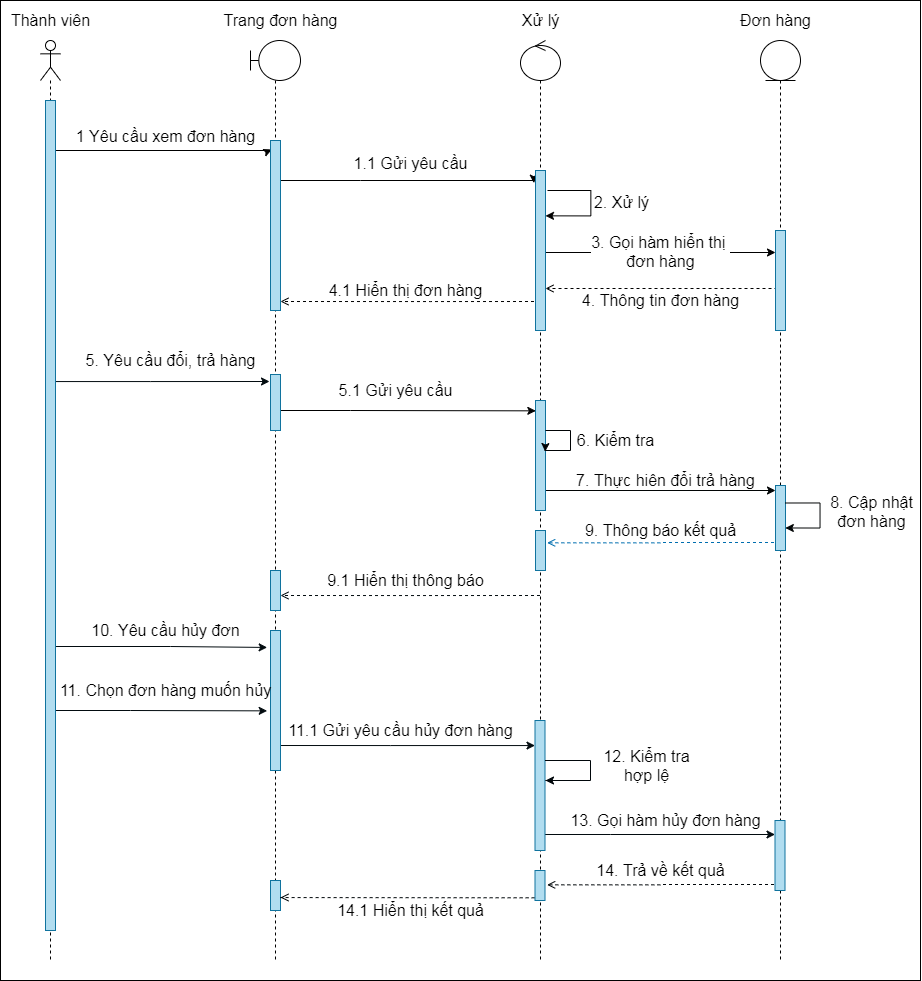 Thành viên
Trang đơn hàng
Xử lý
Đơn hàng
1 Yêu cầu xem đơn hàng
1.1 Gửi yêu cầu
2. Xử lý
3. Gọi hàm hiển thị
đơn hàng
4.1 Hiển thị đơn hàng
4. Thông tin đơn hàng
5. Yêu cầu đổi, trả hàng
5.1 Gửi yêu cầu
6. Kiểm tra
7. Thực hiên đổi trả hàng
8. Cập nhật
đơn hàng
9. Thông báo kết quả
9.1 Hiển thị thông báo
10. Yêu cầu hủy đơn
11. Chọn đơn hàng muốn hủy
11.1 Gửi yêu cầu hủy đơn hàng
12. Kiểm tra
hợp lệ
13. Gọi hàm hủy đơn hàng
14. Trả về kết quả
14.1 Hiển thị kết quả